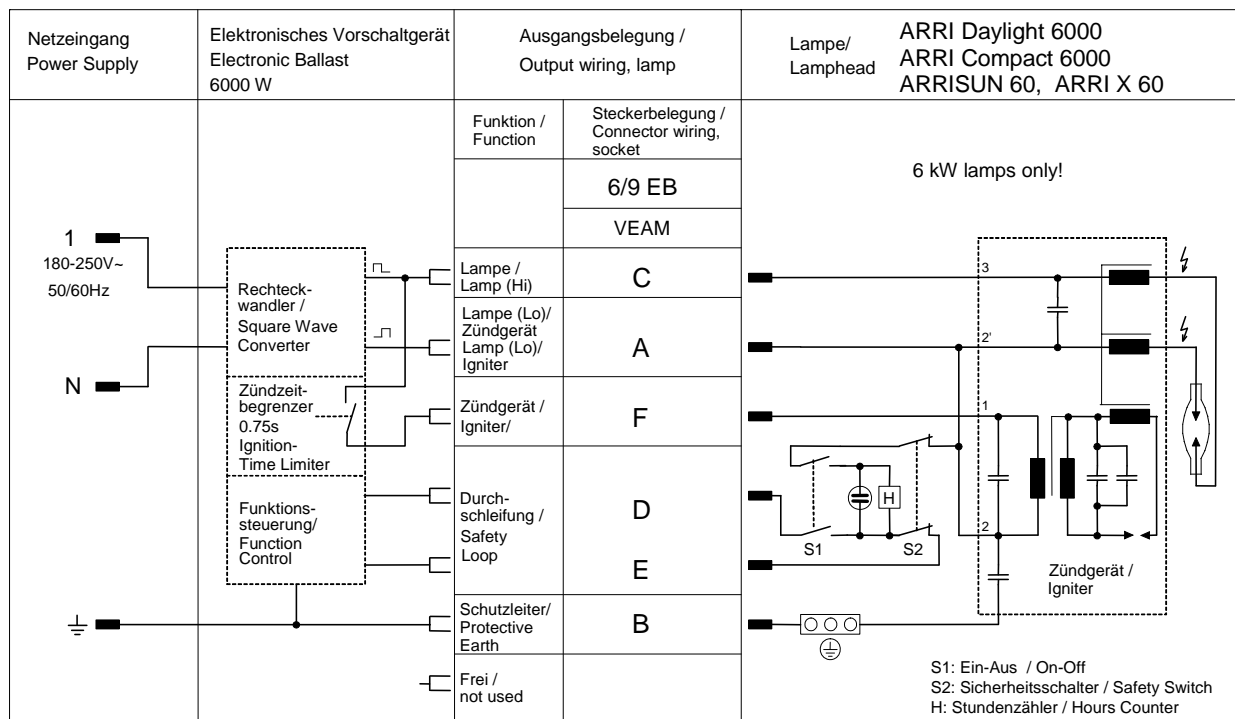 Netzeingang
Power Supply
Elektronisches Vorschaltgerät
Electronic Ballast
6000 W
Ausgangsbelegung /
Output wiring, lamp
Lampe/
Lamphead
ARRI Daylight 6000
ARRI Compact 6000
ARRISUN 60, ARRI X 60
Funktion /
Function
Steckerbelegung /
Connector wiring,
socket
6/9 EB
VEAM
6 kW lamps only!
1
180-250V~
50/60Hz
N
Rechteck-
wandler /
Square Wave
Converter
Zündzeit-
begrenzer
0.75s
Ignition-
Time Limiter
Funktions-
steuerung/
Function
Control
Lampe /
Lamp (Hi)
C
Lampe (Lo)/
Zündgerät
Lamp (Lo)/
Igniter
A
Zündgerät /
Igniter/
F
Durch-
schleifung /
Safety
Loop
D
E
Schutzleiter/
Protective
Earth
B
Frei /
not used
3
2'
1
2
H
S1
S2
Zündgerät /
Igniter
S1: Ein-Aus / On-Off
S2: Sicherheitsschalter / Safety Switch
H: Stundenzähler / Hours Counter